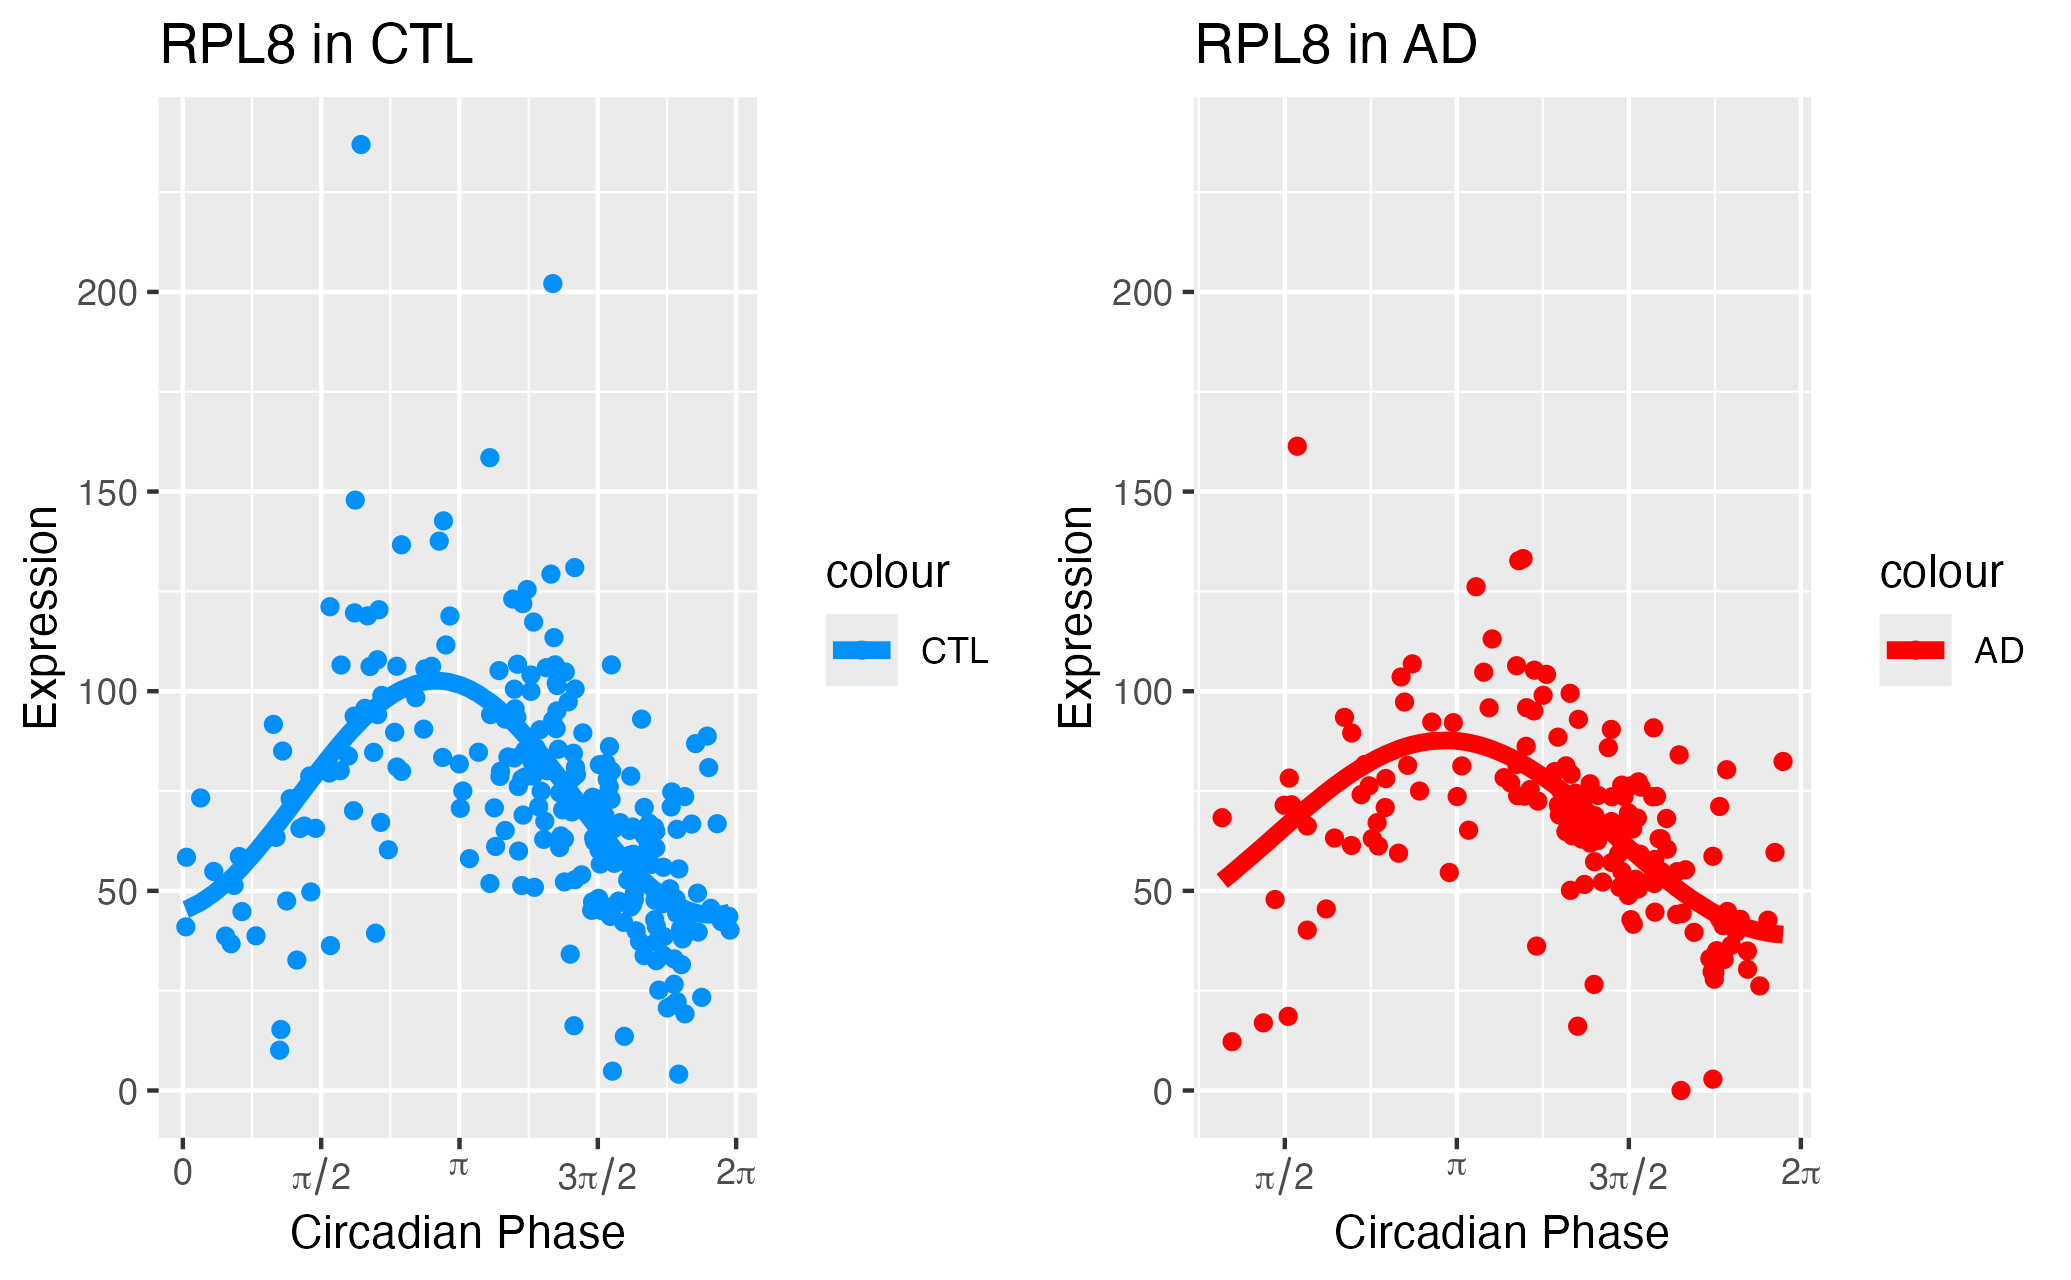 RPL8 in CTL
Expression
200
150
100
50
0
0 π/2 π 3π/2 2π
Circadian Phase
colour
CTL
RPL8 in AD
Expression
200
150
100
50
0
π/2 π 3π/2 2π
Circadian Phase
colour
AD